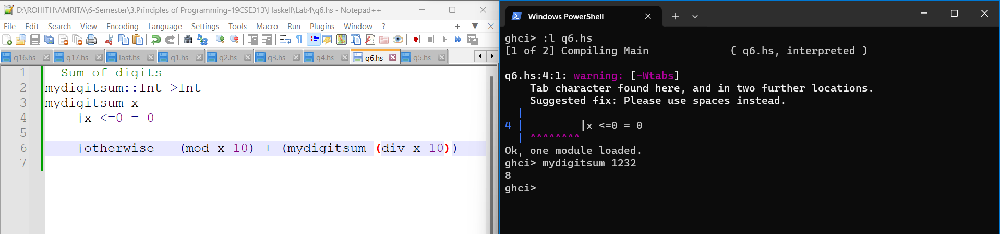 D:\ROHITH\AMRITA\6-Semester\3.Principles of Programming-19CSE313\Haskell\Lab4\q6.hs - Notepad++
File Edit Search View Encoding Language Settings Tools Macro Run Plugins Window ?
q16.hs q17.hs last.hs q1.hs q2.hs q3.hs q4.hs q6.hs q5.hs
1 --Sum of digits
2 mydigitsum::Int->Int
3 mydigitsum x
4 |x <=0 = 0
5
6 |otherwise = (mod x 10) + (mydigitsum (div x 10))
7
Windows PowerShell
ghci> :l q6.hs
[1 of 2] Compiling Main ( q6.hs, interpreted )
q6.hs:4:1: warning: [-Wtabs]
Tab character found here, and in two further locations.
Suggested fix: Please use spaces instead.
|
4 | |x <=0 = 0
| ^^^^^^^^
Ok, one module loaded.
ghci> mydigitsum 1232
8
ghci>